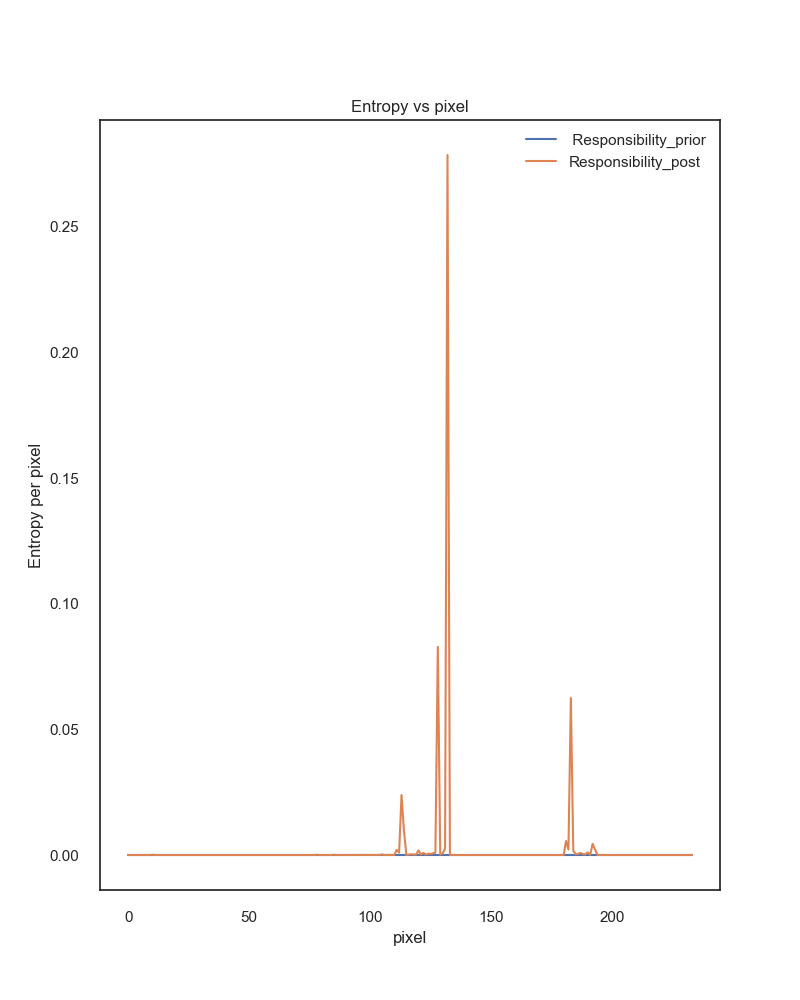 Entropy vs pixel
Responsibility_prior
Responsibility_post
0.25
0.20
0.15
0.10
0.05
0.00
Entropy per pixel
0 50 100 150 200
pixel